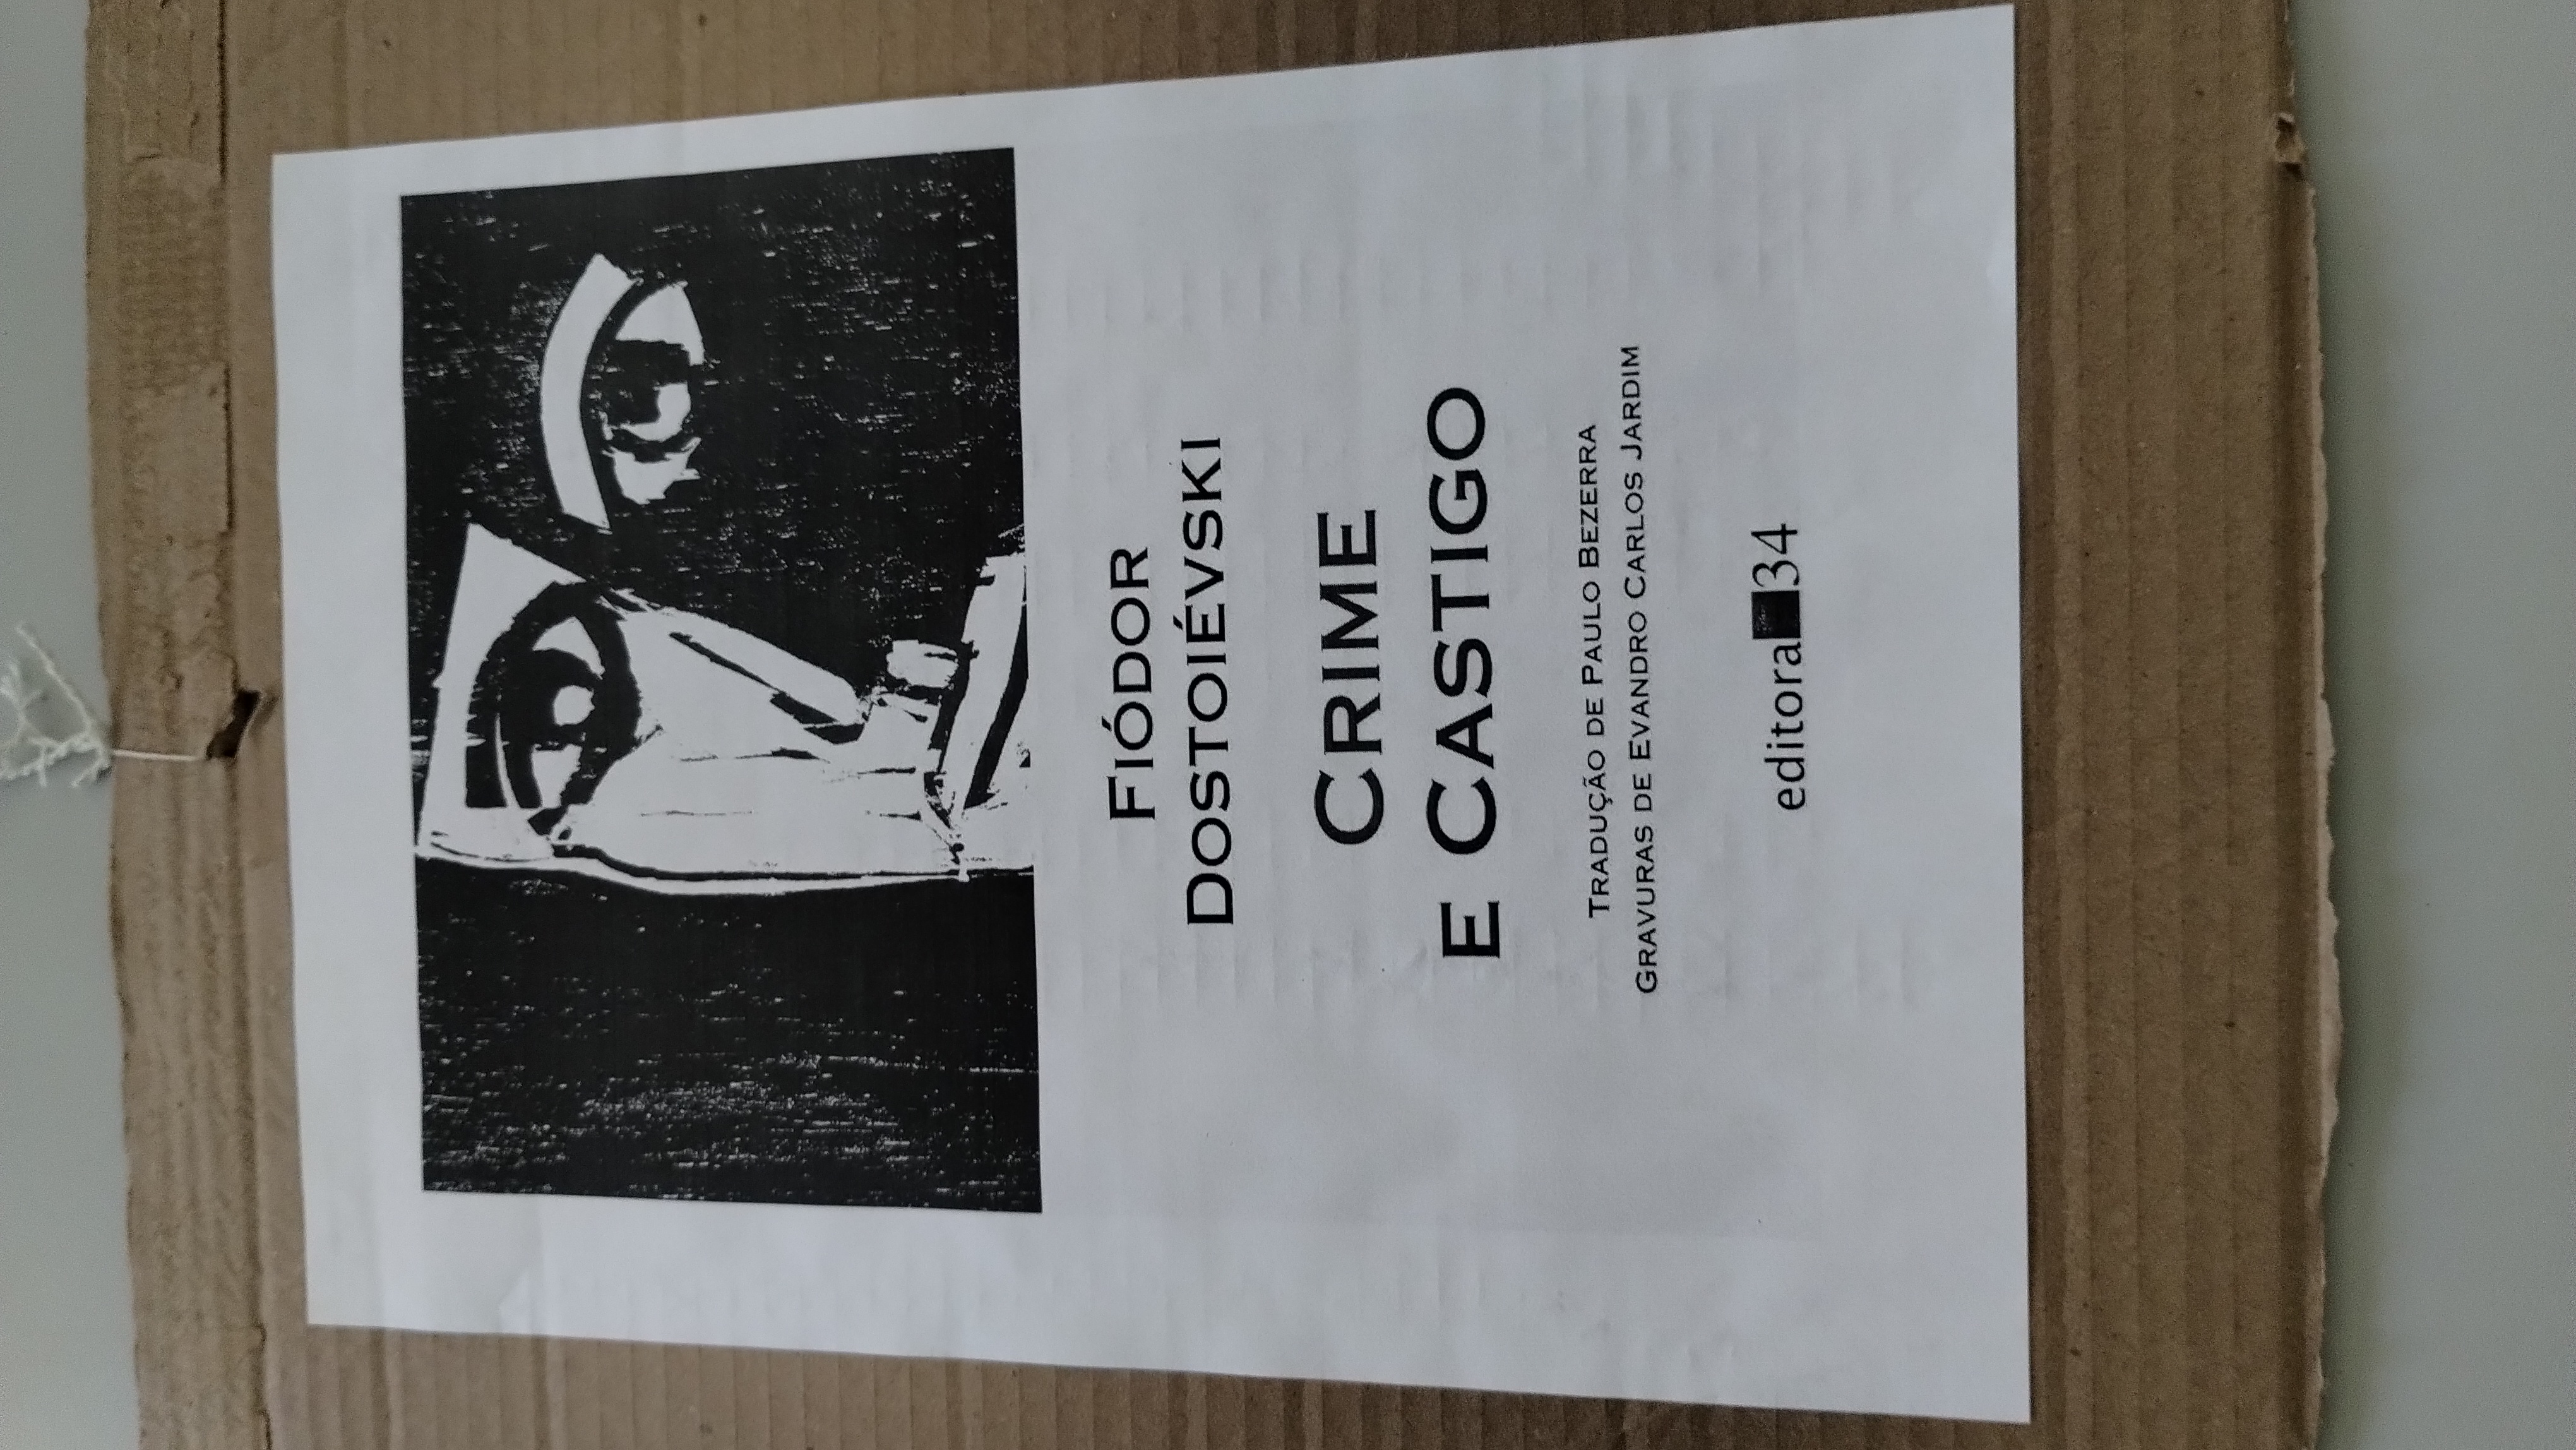 FIÓDOR
DOSTOIÉVSKI
CRIME
E CASTIGO
TRADUÇÃO DE PAULO BEZERRA
GRAVURAS DE EVANDRO CARLOS JARDIM
editora 34